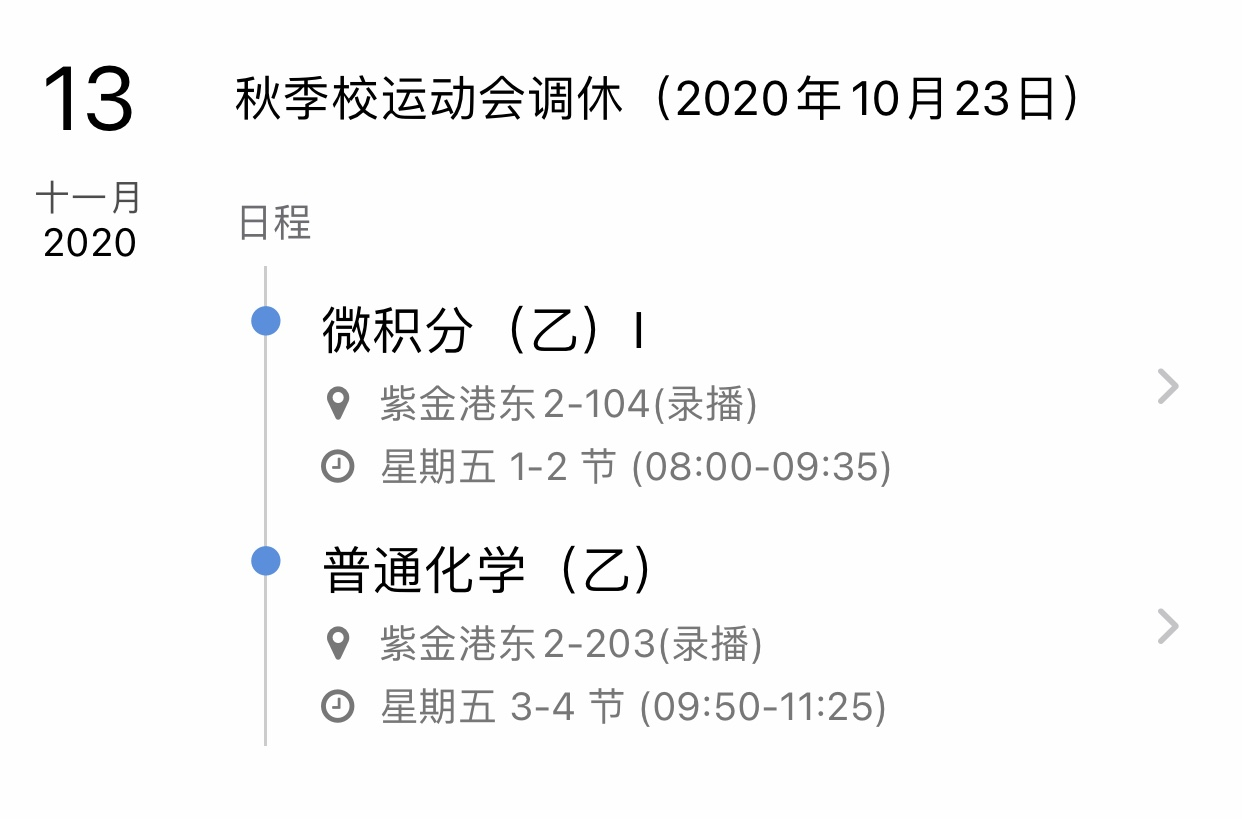 13
秋季校运动会调休（2020年10月23日）
十一月
2020
日程
微积分（乙）I
紫金港东2-104(录播)
星期五 1-2 节 (08:00-09:35)
普通化学（乙）
紫金港东2-203(录播)
星期五 3-4 节 (09:50-11:25)